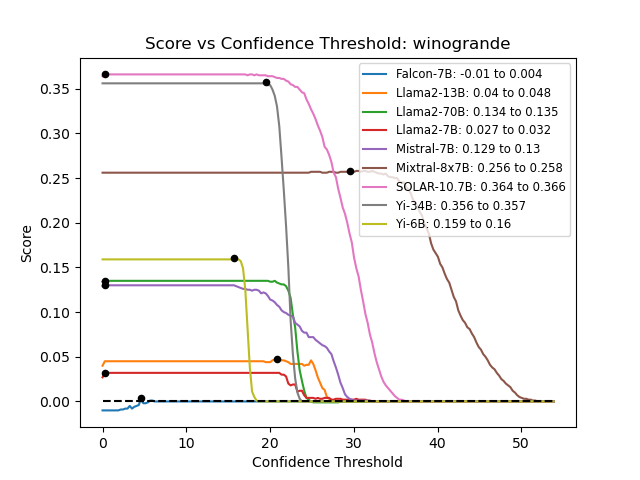 Score vs Confidence Threshold: winogrande
Score
0.35
0.30
0.25
0.20
0.15
0.10
0.05
0.00
Falcon-7B: -0.01 to 0.004
Llama2-13B: 0.04 to 0.048
Llama2-70B: 0.134 to 0.135
Llama2-7B: 0.027 to 0.032
Mistral-7B: 0.129 to 0.13
Mixtral-8x7B: 0.256 to 0.258
SOLAR-10.7B: 0.364 to 0.366
Yi-34B: 0.356 to 0.357
Yi-6B: 0.159 to 0.16
0 10 20 30 40 50
Confidence Threshold